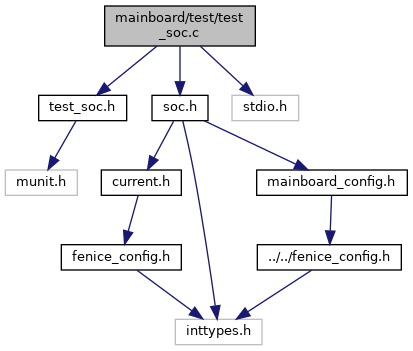 mainboard/test/test
_soc.c
test_soc.h
soc.h
stdio.h
munit.h
current.h
mainboard_config.h
fenice_config.h
../../fenice_config.h
inttypes.h